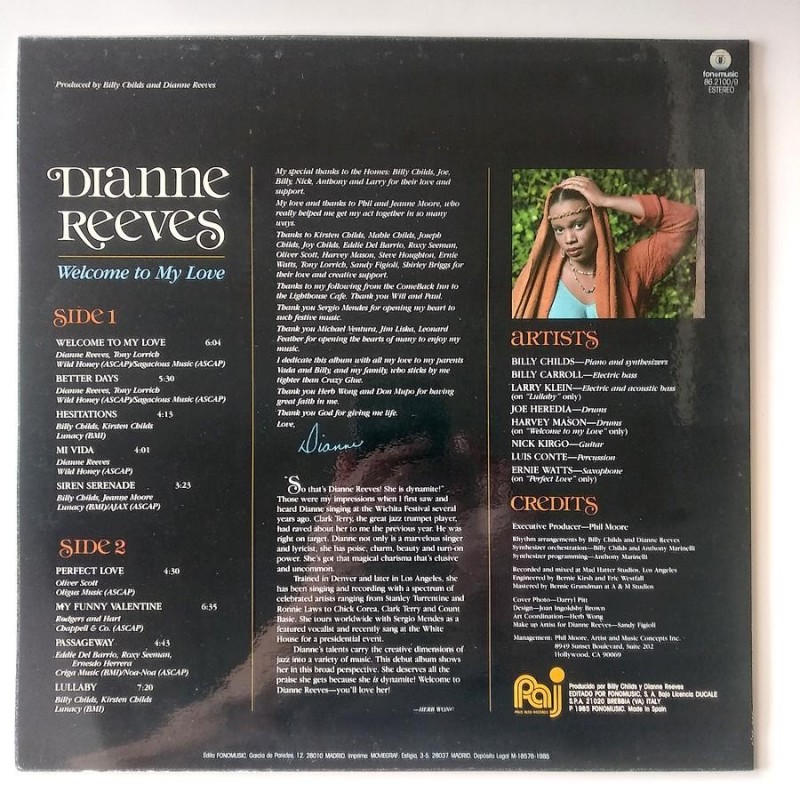 Produced by Billy Childs and Dianne Reeves
fonomusic
86.2100/9
ESTEREO
Dianne
Reeves
Welcome to My Love
SIDE 1
WELCOME TO MY LOVE 6:04
Dianne Reeves, Tony Lorrich
Wild Honey (ASCAP)/Sagacious Music (ASCAP)
BETTER DAYS 5:30
Dianne Reeves, Tony Lorrich
Wild Honey (ASCAP)/Sagacious Music (ASCAP)
HESITATIONS 4:13
Billy Childs, Kirsten Childs
Lunacy (BMI)
MI VIDA 4:01
Dianne Reeves
Wild Honey (ASCAP)
SIREN SERENADE 3:23
Billy Childs, Jeanne Moore
Lunacy (BMI)/AJAX (ASCAP)
SIDE 2
PERFECT LOVE 4:30
Oliver Scott
Oligua Music (ASCAP)
MY FUNNY VALENTINE 6:35
Rodgers and Hart
Chappell & Co. (ASCAP)
PASSAGEWAY 4:43
Eddie Del Barrio, Roxy Seeman,
Ernesdo Herrera
Criga Music (BMI)/Noa-Noa (ASCAP)
LULLABY 7:20
Billy Childs, Kirsten Childs
Lunacy (BMI)
My special thanks to the Homes: Billy Childs, Joe,
Billy, Nick, Anthony and Larry for their love and
support.
My love and thanks to Phil and Jeanne Moore, who
really helped me get my act together in so many
ways.
Thanks to Kirsten Childs, Mable Childs, Joseph
Childs, Joy Childs, Eddie Del Barrio, Roxy Seeman,
Oliver Scott, Harvey Mason, Steve Houghton, Ernie
Watts, Tony Lorrich, Sandy Figioli, Shirley Briggs for
their love and creative support.
Thanks to my following from the ComeBack Inn to
the Lighthouse Cafe. Thank you Will and Paul.
Thank you Sergio Mendes for opening my heart to
such festive music.
Thank you Michael Ventura, Jim Liska, Leonard
Feather for opening the hearts of many to enjoy my
music.
I dedicate this album with all my love to my parents
Vada and Billy, and my family, who sticks by me
tighter than Crazy Glue.
Thank you Herb Wong and Don Mupo for having
great faith in me.
Thank you God for giving me life.
Love,
Dianne
"So that's Dianne Reeves! She is dynamite!"
Those were my impressions when I first saw and
heard Dianne singing at the Wichita Festival several
years ago. Clark Terry, the great jazz trumpet player,
had raved about her to me the previous year. He was
right on target. Dianne not only is a marvelous singer
and lyricist, she has poise, charm, beauty and turn-on
power. She's got that magical charisma that's elusive
and uncommon.
Trained in Denver and later in Los Angeles, she
has been singing and recording with a spectrum of
celebrated artists ranging from Stanley Turrentine and
Ronnie Laws to Chick Corea, Clark Terry and Count
Basie. She tours worldwide with Sergio Mendes as a
featured vocalist and recently sang at the White
House for a presidential event.
Dianne's talents carry the creative dimensions of
jazz into a variety of music. This debut album shows
her in this broad perspective. She deserves all the
praise she gets because she is dynamite! Welcome to
Dianne Reeves—you'll love her!
—HERB WONG
ARTISTS
BILLY CHILDS—Piano and synthesizers
BILLY CARROLL—Electric bass
LARRY KLEIN—Electric and acoustic bass
(on "Lullaby" only)
JOE HEREDIA—Drums
HARVEY MASON—Drums
(on "Welcome to my Love" only)
NICK KIRGO—Guitar
LUIS CONTE—Percussion
ERNIE WATTS—Saxophone
(on "Perfect Love" only)
CREDITS
Executive Producer—Phil Moore
Rhythm arrangements by Billy Childs and Dianne Reeves
Synthesizer orchestration—Billy Childs and Anthony Marinelli
Synthesizer programming—Anthony Marinelli
Recorded and mixed at Mad Hatter Studios, Los Angeles
Engineered by Bernie Kirsh and Eric Westfall
Mastered by Bernie Grundman at A & M Studios
Cover Photo—Darryl Pitt
Design—Joan Ingoldsby Brown
Art Coordination—Herb Wong
Make up Artist for Dianne Reeves—Sandy Figioli
Management: Phil Moore, Artist and Music Concepts Inc.
8949 Sunset Boulevard, Suite 202
Hollywood, CA 90069
Paj
PALO ALTO RECORDS
Producido por Billy Childs y Dianne Reeves
EDITADO POR FONOMUSIC, S. A. Bajo Licencia DUCALE
S.P.A. 21020 BREBBIA (VA) ITALY
P 1985 FONOMUSIC. Made in Spain
Edita FONOMUSIC. García de Paredes, 12. 28010 MADRID. Imprime MOVIEGRAF. Esfigia, 3-5. 28037 MADRID. Depósito Legal M-18578-1985